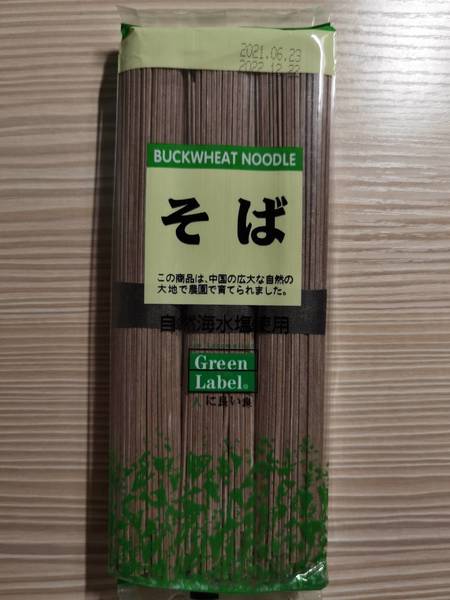 2021.06.23
2022.12.22
BUCKWHEAT NOODLE
そば
この商品は、中国の広大な自然の
大地で農園で育てられました。
自然海水塩使用
Green
Label®
人に良い食